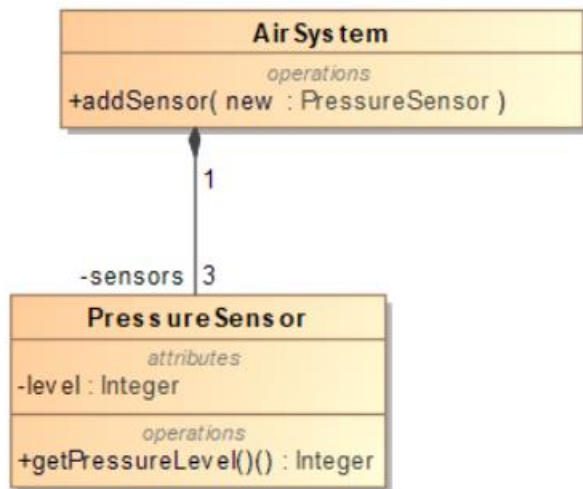 AirSystem
operations
+addSensor( new : PressureSensor )
1
-sensors 3
PressureSensor
attributes
-level : Integer
operations
+getPressureLevel()() : Integer